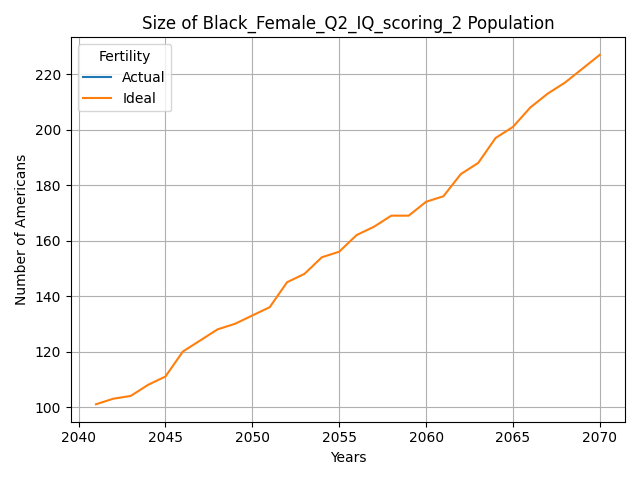 Size of Black_Female_Q2_IQ_scoring_2 Population
Fertility
Actual
Ideal
Number of Americans
220
200
180
160
140
120
100
2040 2045 2050 2055 2060 2065 2070
Years